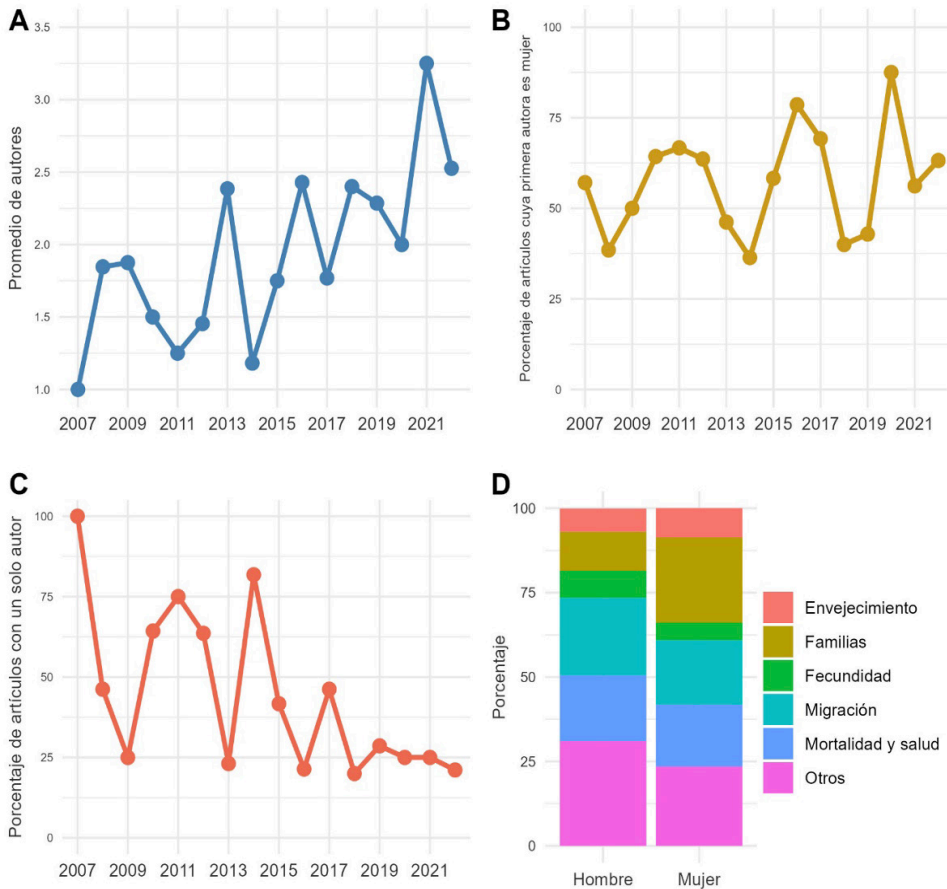 A
Promedio de autores
3.5
3.0
2.5
2.0
1.5
1.0
2007 2009 2011 2013 2015 2017 2019 2021
B
Porcentaje de artículos cuya primera autora es mujer
100
75
50
25
0
2007 2009 2011 2013 2015 2017 2019 2021
C
Porcentaje de artículos con un solo autor
100
75
50
25
0
2007 2009 2011 2013 2015 2017 2019 2021
D
Porcentaje
100
75
50
25
0
Hombre Mujer
Envejecimiento
Familias
Fecundidad
Migración
Mortalidad y salud
Otros